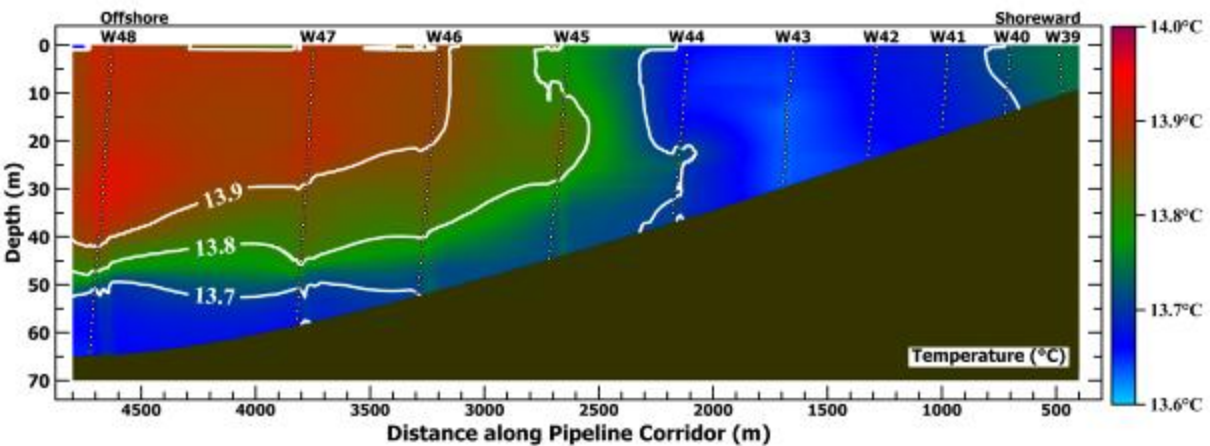 Offshore Shoreward
W48 W47 W46 W45 W44 W43 W42 W41 W40 W39
0
10
20
30
40
50
60
70
Depth (m)
13.9
13.8
13.7
Temperature (°C)
4500 4000 3500 3000 2500 2000 1500 1000 500
Distance along Pipeline Corridor (m)
14.0°C
13.9°C
13.8°C
13.7°C
13.6°C